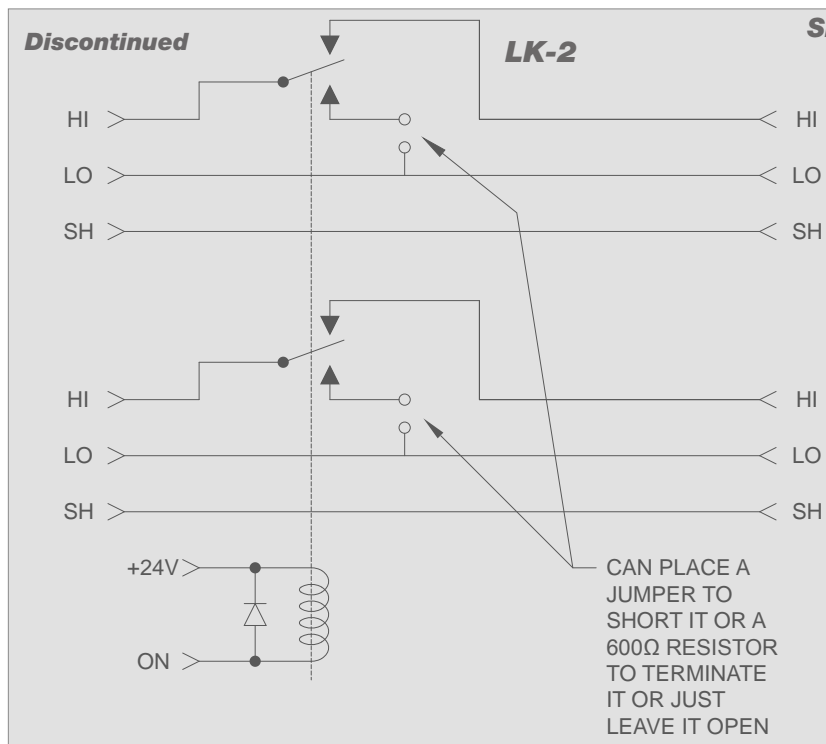 Discontinued
LK-2
HI
HI
LO
LO
SH
SH
HI
HI
LO
LO
SH
SH
+24V
ON
CAN PLACE A
JUMPER TO
SHORT IT OR A
600Ω RESISTOR
TO TERMINATE
IT OR JUST
LEAVE IT OPEN